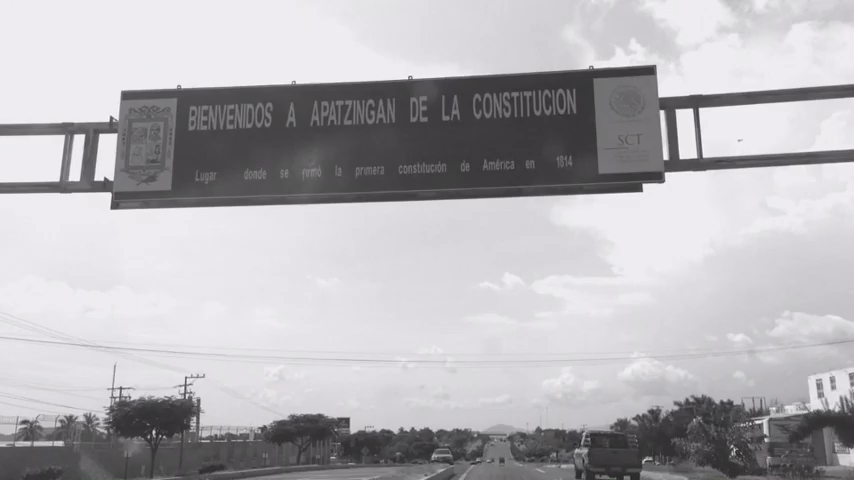 BIENVENIDOS A APATZINGAN DE LA CONSTITUCION
Lugar donde se firmó la primera constitución de América en 1814
SCT